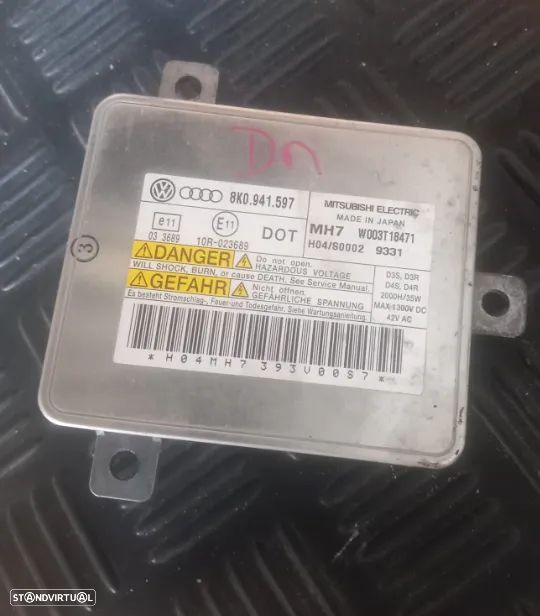 Dn
8K0.941.597
MITSUBISHI ELECTRIC
MADE IN JAPAN
e11
E11
DOT
MH7 W003T18471
03 3689
10R-023689
H04/S0002 9331
DANGER
Do not open.
HAZARDOUS VOLTAGE
WILL SHOCK, BURN, or cause DEATH. See Service Manual.
GEFAHR
Nicht öffnen.
GEFÄHRLICHE SPANNUNG
Es besteht Stromschlag-, Feuer-und Todesgefahr, Siehe Wartungsanleitung.
D3S, D3R
D4S, D4R
2000H/35W
MAX:1300V DC
42V AC
3
*H04MH7393V00S7*
STANDVIRTUAL